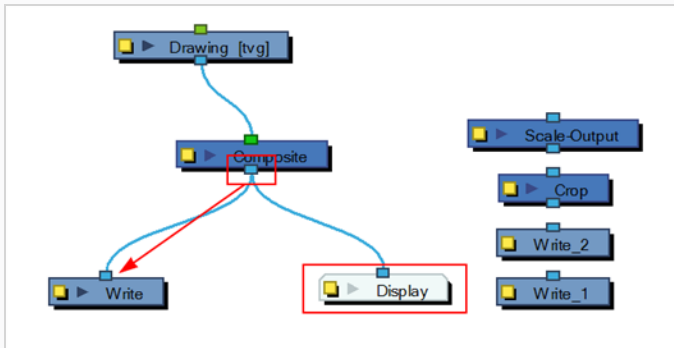 Drawing [tvg]
Scale-Output
Composite
Crop
Write_2
Write
Display
Write_1